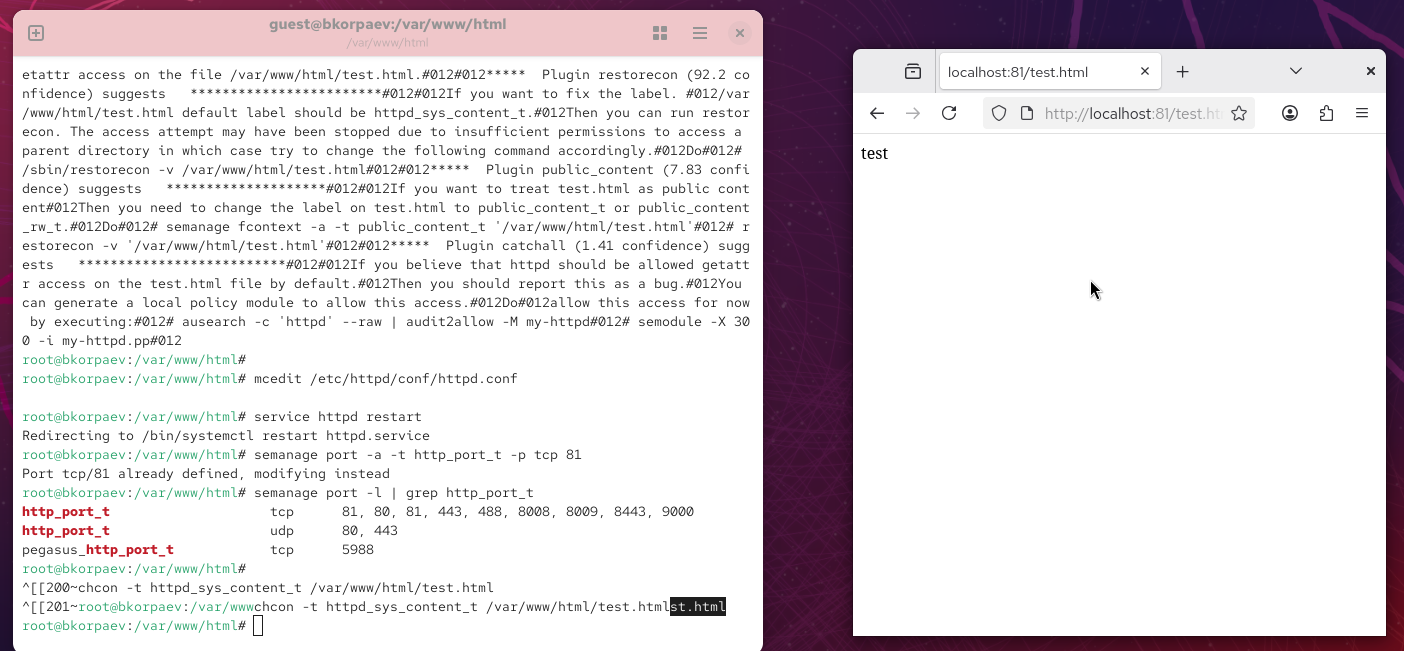 guest@bkorpaev:/var/www/html
/var/www/html
etattr access on the file /var/www/html/test.html.#012#012*****  Plugin restorecon (92.2 co
nfidence) suggests   ************************#012#012If you want to fix the label. #012/var
/www/html/test.html default label should be httpd_sys_content_t.#012Then you can run restor
econ. The access attempt may have been stopped due to insufficient permissions to access a
parent directory in which case try to change the following command accordingly.#012Do#012#
/sbin/restorecon -v /var/www/html/test.html#012#012*****  Plugin public_content (7.83 confi
dence) suggests   ********************#012#012If you want to treat test.html as public cont
ent#012Then you need to change the label on test.html to public_content_t or public_content
_rw_t.#012Do#012# semanage fcontext -a -t public_content_t '/var/www/html/test.html'#012# r
estorecon -v '/var/www/html/test.html'#012#012*****  Plugin catchall (1.41 confidence) sugg
ests   **************************#012#012If you believe that httpd should be allowed getatt
r access on the test.html file by default.#012Then you should report this as a bug.#012You
can generate a local policy module to allow this access.#012Do#012allow this access for now
 by executing:#012# ausearch -c 'httpd' --raw | audit2allow -M my-httpd#012# semodule -X 30
0 -i my-httpd.pp#012
root@bkorpaev:/var/www/html#
root@bkorpaev:/var/www/html# mcedit /etc/httpd/conf/httpd.conf
root@bkorpaev:/var/www/html# service httpd restart
Redirecting to /bin/systemctl restart httpd.service
root@bkorpaev:/var/www/html# semanage port -a -t http_port_t -p tcp 81
Port tcp/81 already defined, modifying instead
root@bkorpaev:/var/www/html# semanage port -l | grep http_port_t
http_port_t                    tcp      81, 80, 81, 443, 488, 8008, 8009, 8443, 9000
http_port_t                    udp      80, 443
pegasus_http_port_t            tcp      5988
root@bkorpaev:/var/www/html#
^[[200~chcon -t httpd_sys_content_t /var/www/html/test.html
^[[201~root@bkorpaev:/var/wwwchcon -t httpd_sys_content_t /var/www/html/test.htmlst.html
root@bkorpaev:/var/www/html#
localhost:81/test.html
http://localhost:81/test.ht
test